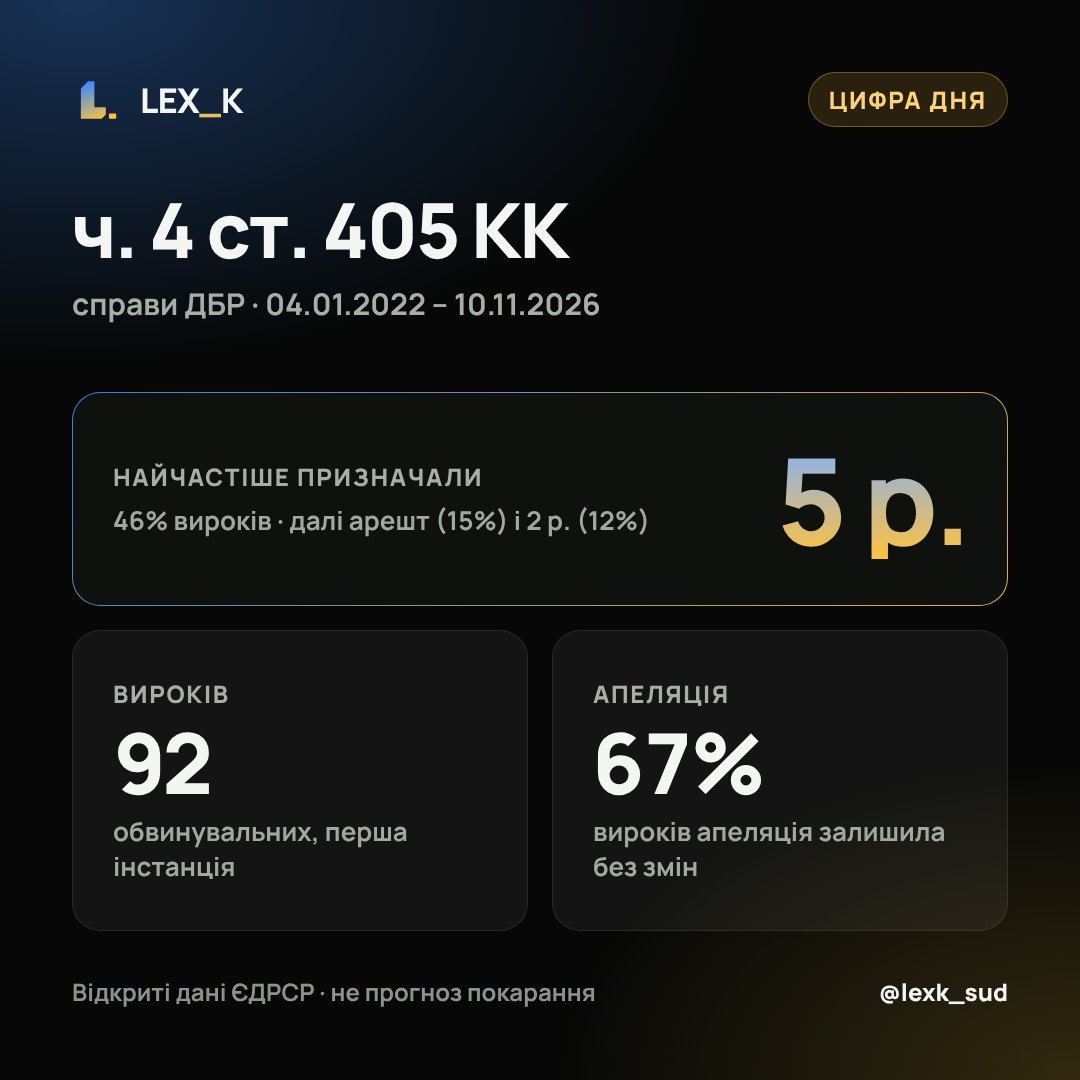 LEX_K
ЦИФРА ДНЯ
ч. 4 ст. 405 КК
справи ДБР · 04.01.2022 – 10.11.2026
НАЙЧАСТІШЕ ПРИЗНАЧАЛИ
46% вироків · далі арешт (15%) і 2 р. (12%)
5 р.
ВИРОКІВ
92
обвинувальних, перша
інстанція
АПЕЛЯЦІЯ
67%
вироків апеляція залишила
без змін
Відкриті дані ЄДРСР · не прогноз покарання
@lexk_sud